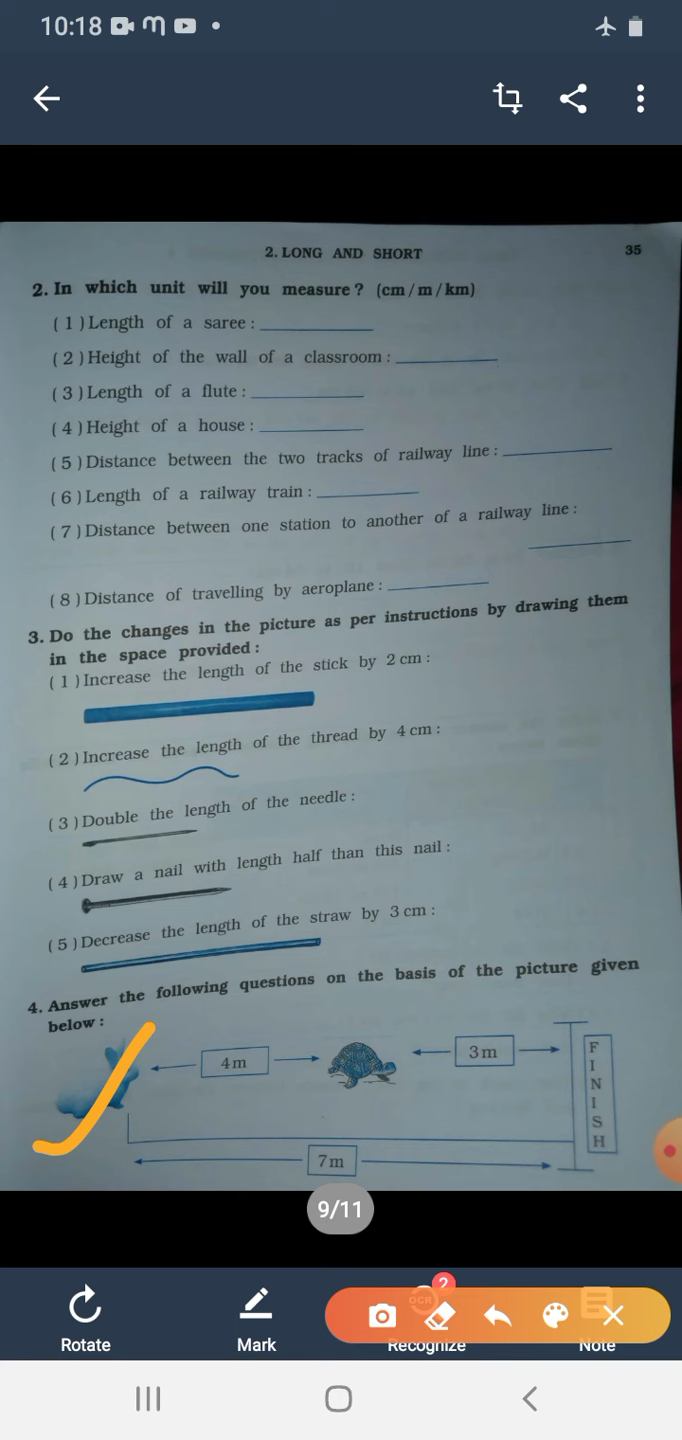 10:18
2. LONG AND SHORT
35
2. In which unit will you measure? (cm/m/km)
(1) Length of a saree :
(2) Height of the wall of a classroom :
(3) Length of a flute :
(4) Height of a house :
(5) Distance between the two tracks of railway line :
(6) Length of a railway train :
(7) Distance between one station to another of a railway line :
(8) Distance of travelling by aeroplane :
3. Do the changes in the picture as per instructions by drawing them
in the space provided :
(1) Increase the length of the stick by 2 cm :
(2) Increase the length of the thread by 4 cm :
(3) Double the length of the needle :
(4) Draw a nail with length half than this nail :
(5) Decrease the length of the straw by 3 cm :
4. Answer the following questions on the basis of the picture given
below :
4m
3m
FINISH
7m
9/11
2
OCR
Rotate
Mark
Recognize
Note